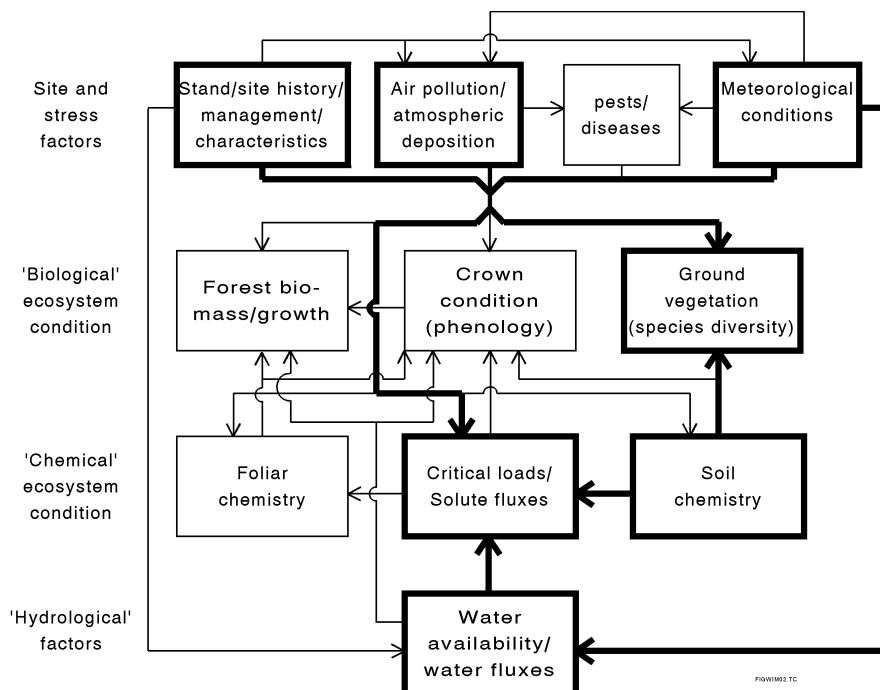 Site and
stress
factors
Stand/site history/
management/
characteristics
Air pollution/
atmospheric
deposition
pests/
diseases
Meteorological
conditions
'Biological'
ecosystem
condition
Forest bio-
mass/growth
Crown
condition
(phenology)
Ground
vegetation
(species diversity)
'Chemical'
ecosystem
condition
Foliar
chemistry
Critical loads/
Solute fluxes
Soil
chemistry
'Hydrological'
factors
Water
availability/
water fluxes
FIGWIM02.TC